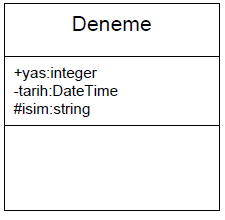 Deneme
+yas:integer
-tarih:DateTime
#isim:string